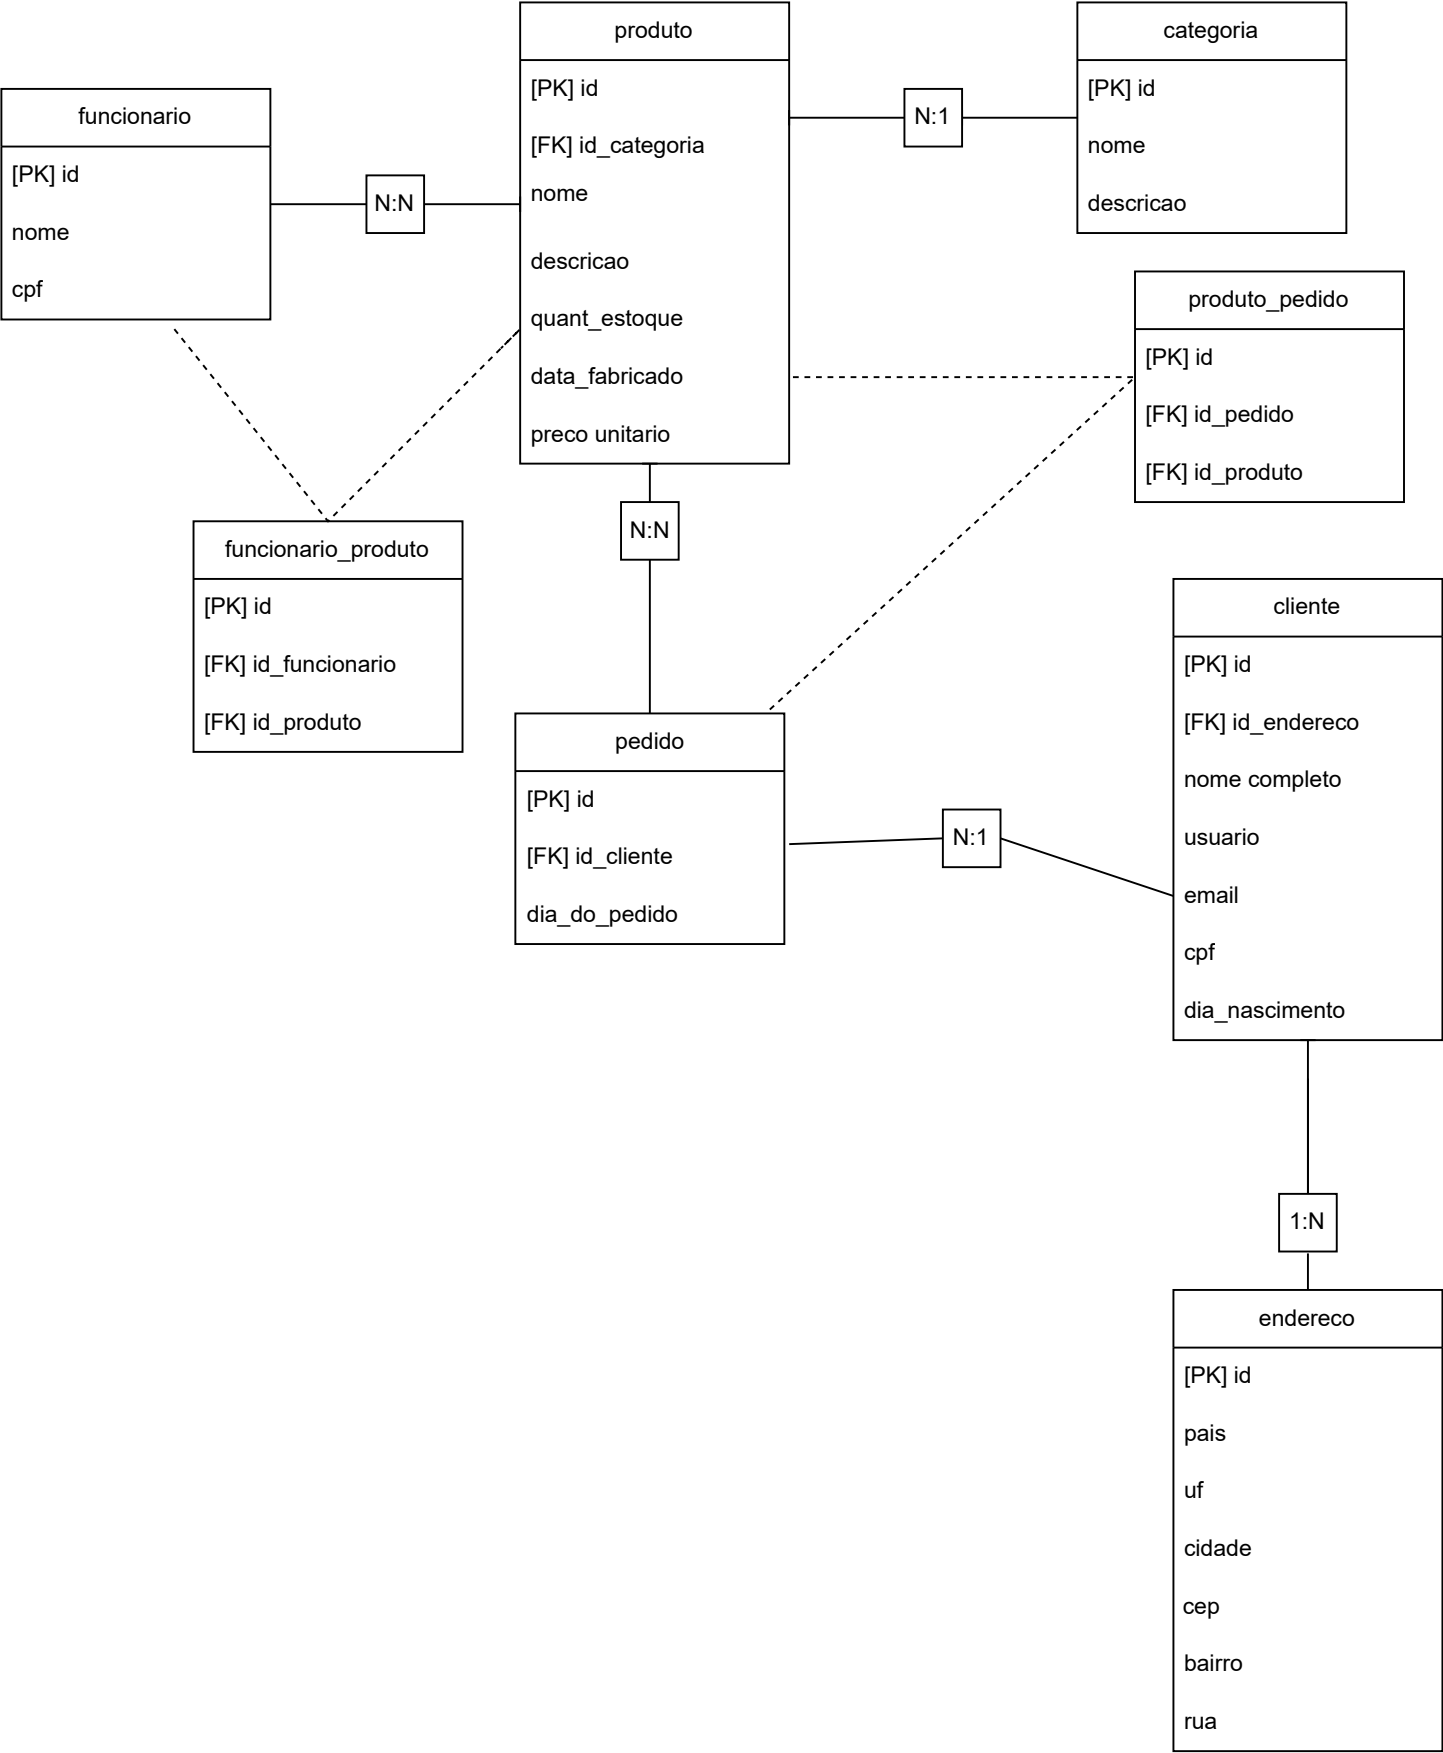 produto
[PK] id
[FK] id_categoria
nome
descricao
quant_estoque
data_fabricado
preco unitario
N:1
categoria
[PK] id
nome
descricao
funcionario
[PK] id
nome
cpf
N:N
produto_pedido
[PK] id
[FK] id_pedido
[FK] id_produto
N:N
funcionario_produto
[PK] id
[FK] id_funcionario
[FK] id_produto
pedido
[PK] id
[FK] id_cliente
dia_do_pedido
N:1
cliente
[PK] id
[FK] id_endereco
nome completo
usuario
email
cpf
dia_nascimento
1:N
endereco
[PK] id
pais
uf
cidade
cep
bairro
rua